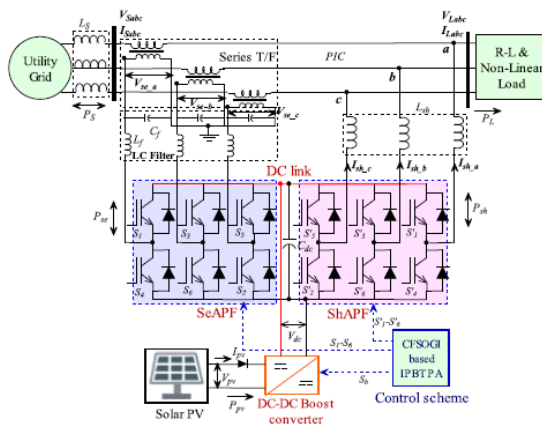 L_S
V_Sabc
I_Sabc
Series T/F
PIC
V_Labc
I_Labc
a
b
c
Utility
Grid
R-L &
Non-Linear
Load
P_S
V_se_a
V_se_b
V_se_c
C_f
L_f
LC Filter
L_sh
P_L
I_sh_c
I_sh_b
I_sh_a
DC link
P_se
S_1
S_3
S_5
C_dc
S'_5
S'_3
S'_1
P_sh
S_4
S_6
S_2
S'_2
S'_6
S'_4
SeAPF
ShAPF
V_dc
S_1-S_6
S'_1-S'_6
CFSOGI
based
IPBTPA
Control scheme
I_pv
V_pv
P_pv
S_b
Solar PV
DC-DC Boost
converter